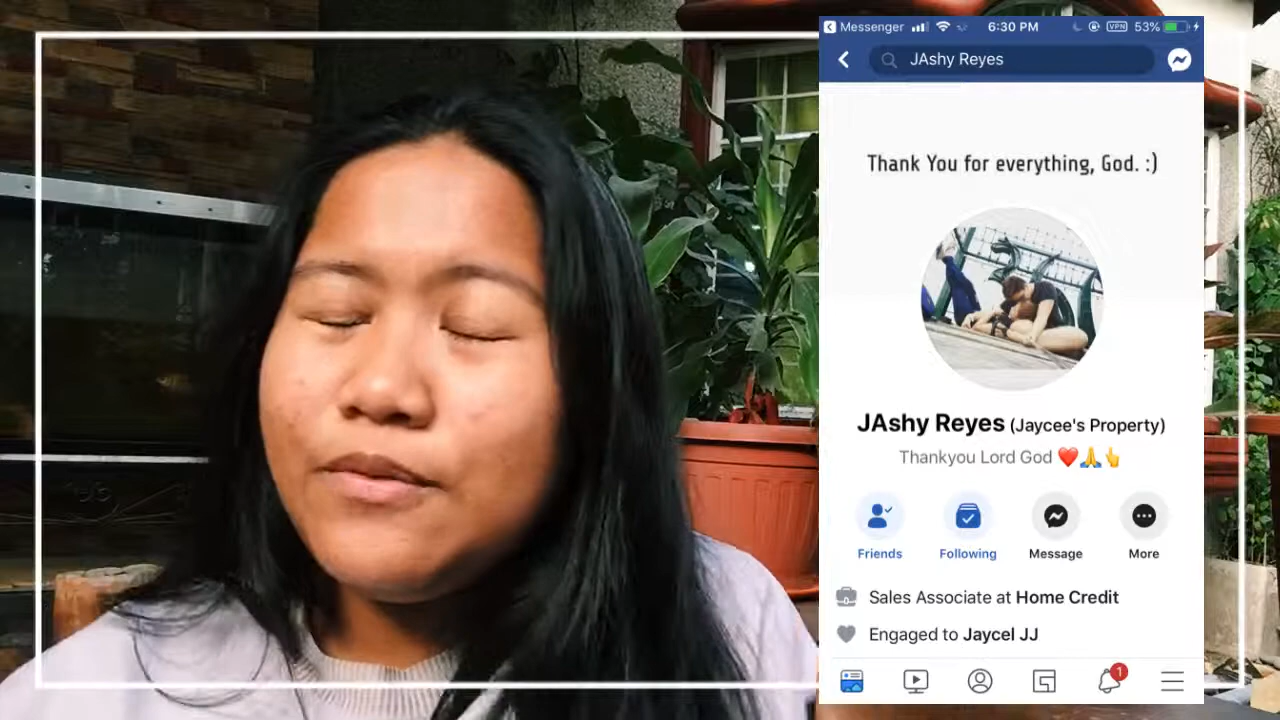 Messenger
6:30 PM
VPN
53%
JAshy Reyes
Thank You for everything, God. :)
JAshy Reyes (Jaycee's Property)
Thankyou Lord God ❤️🙏👆
Friends
Following
Message
More
Sales Associate at Home Credit
Engaged to Jaycel JJ
1